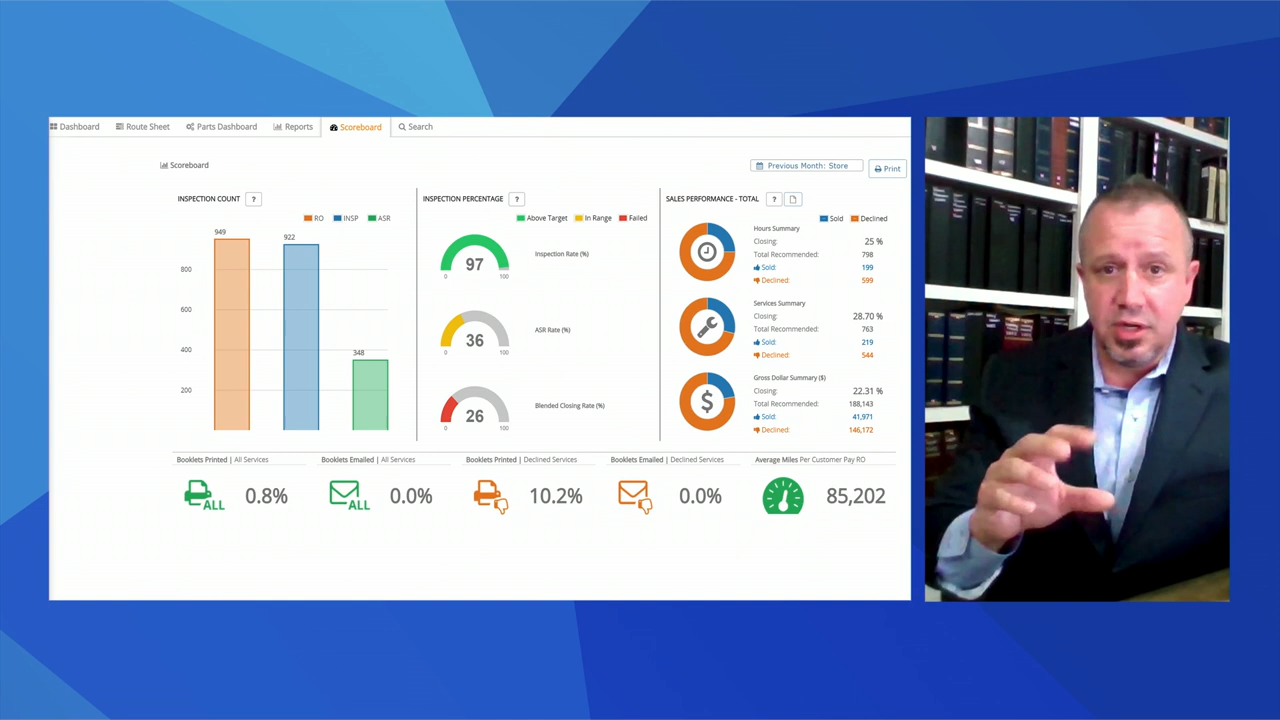 Dashboard
Route Sheet
Parts Dashboard
Reports
Scoreboard
Search
Scoreboard
Previous Month: Store
Print
INSPECTION COUNT ?
RO INSP ASR
949
922
348
800
600
400
200
INSPECTION PERCENTAGE ?
Above Target In Range Failed
97
0 100
Inspection Rate (%)
36
0 100
ASR Rate (%)
26
0 100
Blended Closing Rate (%)
SALES PERFORMANCE - TOTAL ?
Sold Declined
Hours Summary
Closing: 25 %
Total Recommended: 798
Sold: 199
Declined: 599
Services Summary
Closing: 28.70 %
Total Recommended: 763
Sold: 219
Declined: 544
$
Gross Dollar Summary ($)
Closing: 22.31 %
Total Recommended: 188,143
Sold: 41,971
Declined: 146,172
Booklets Printed | All Services
ALL 0.8%
Booklets Emailed | All Services
ALL 0.0%
Booklets Printed | Declined Services
10.2%
Booklets Emailed | Declined Services
0.0%
Average Miles Per Customer Pay RO
85,202